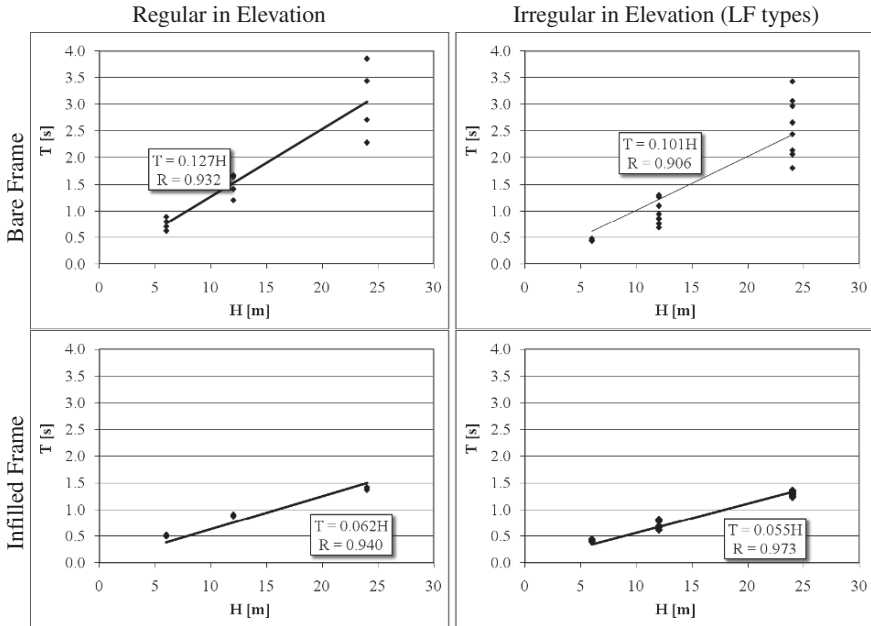 Regular in Elevation
Irregular in Elevation (LF types)
Bare Frame
4.0
3.5
3.0
2.5
2.0
1.5
1.0
0.5
0.0
T [s]
T = 0.127H
R = 0.932
0 5 10 15 20 25 30
H [m]
4.0
3.5
3.0
2.5
2.0
1.5
1.0
0.5
0.0
T [s]
T = 0.101H
R = 0.906
0 5 10 15 20 25 30
H [m]
Infilled Frame
4.0
3.5
3.0
2.5
2.0
1.5
1.0
0.5
0.0
T [s]
T = 0.062H
R = 0.940
0 5 10 15 20 25 30
H [m]
4.0
3.5
3.0
2.5
2.0
1.5
1.0
0.5
0.0
T [s]
T = 0.055H
R = 0.973
0 5 10 15 20 25 30
H [m]